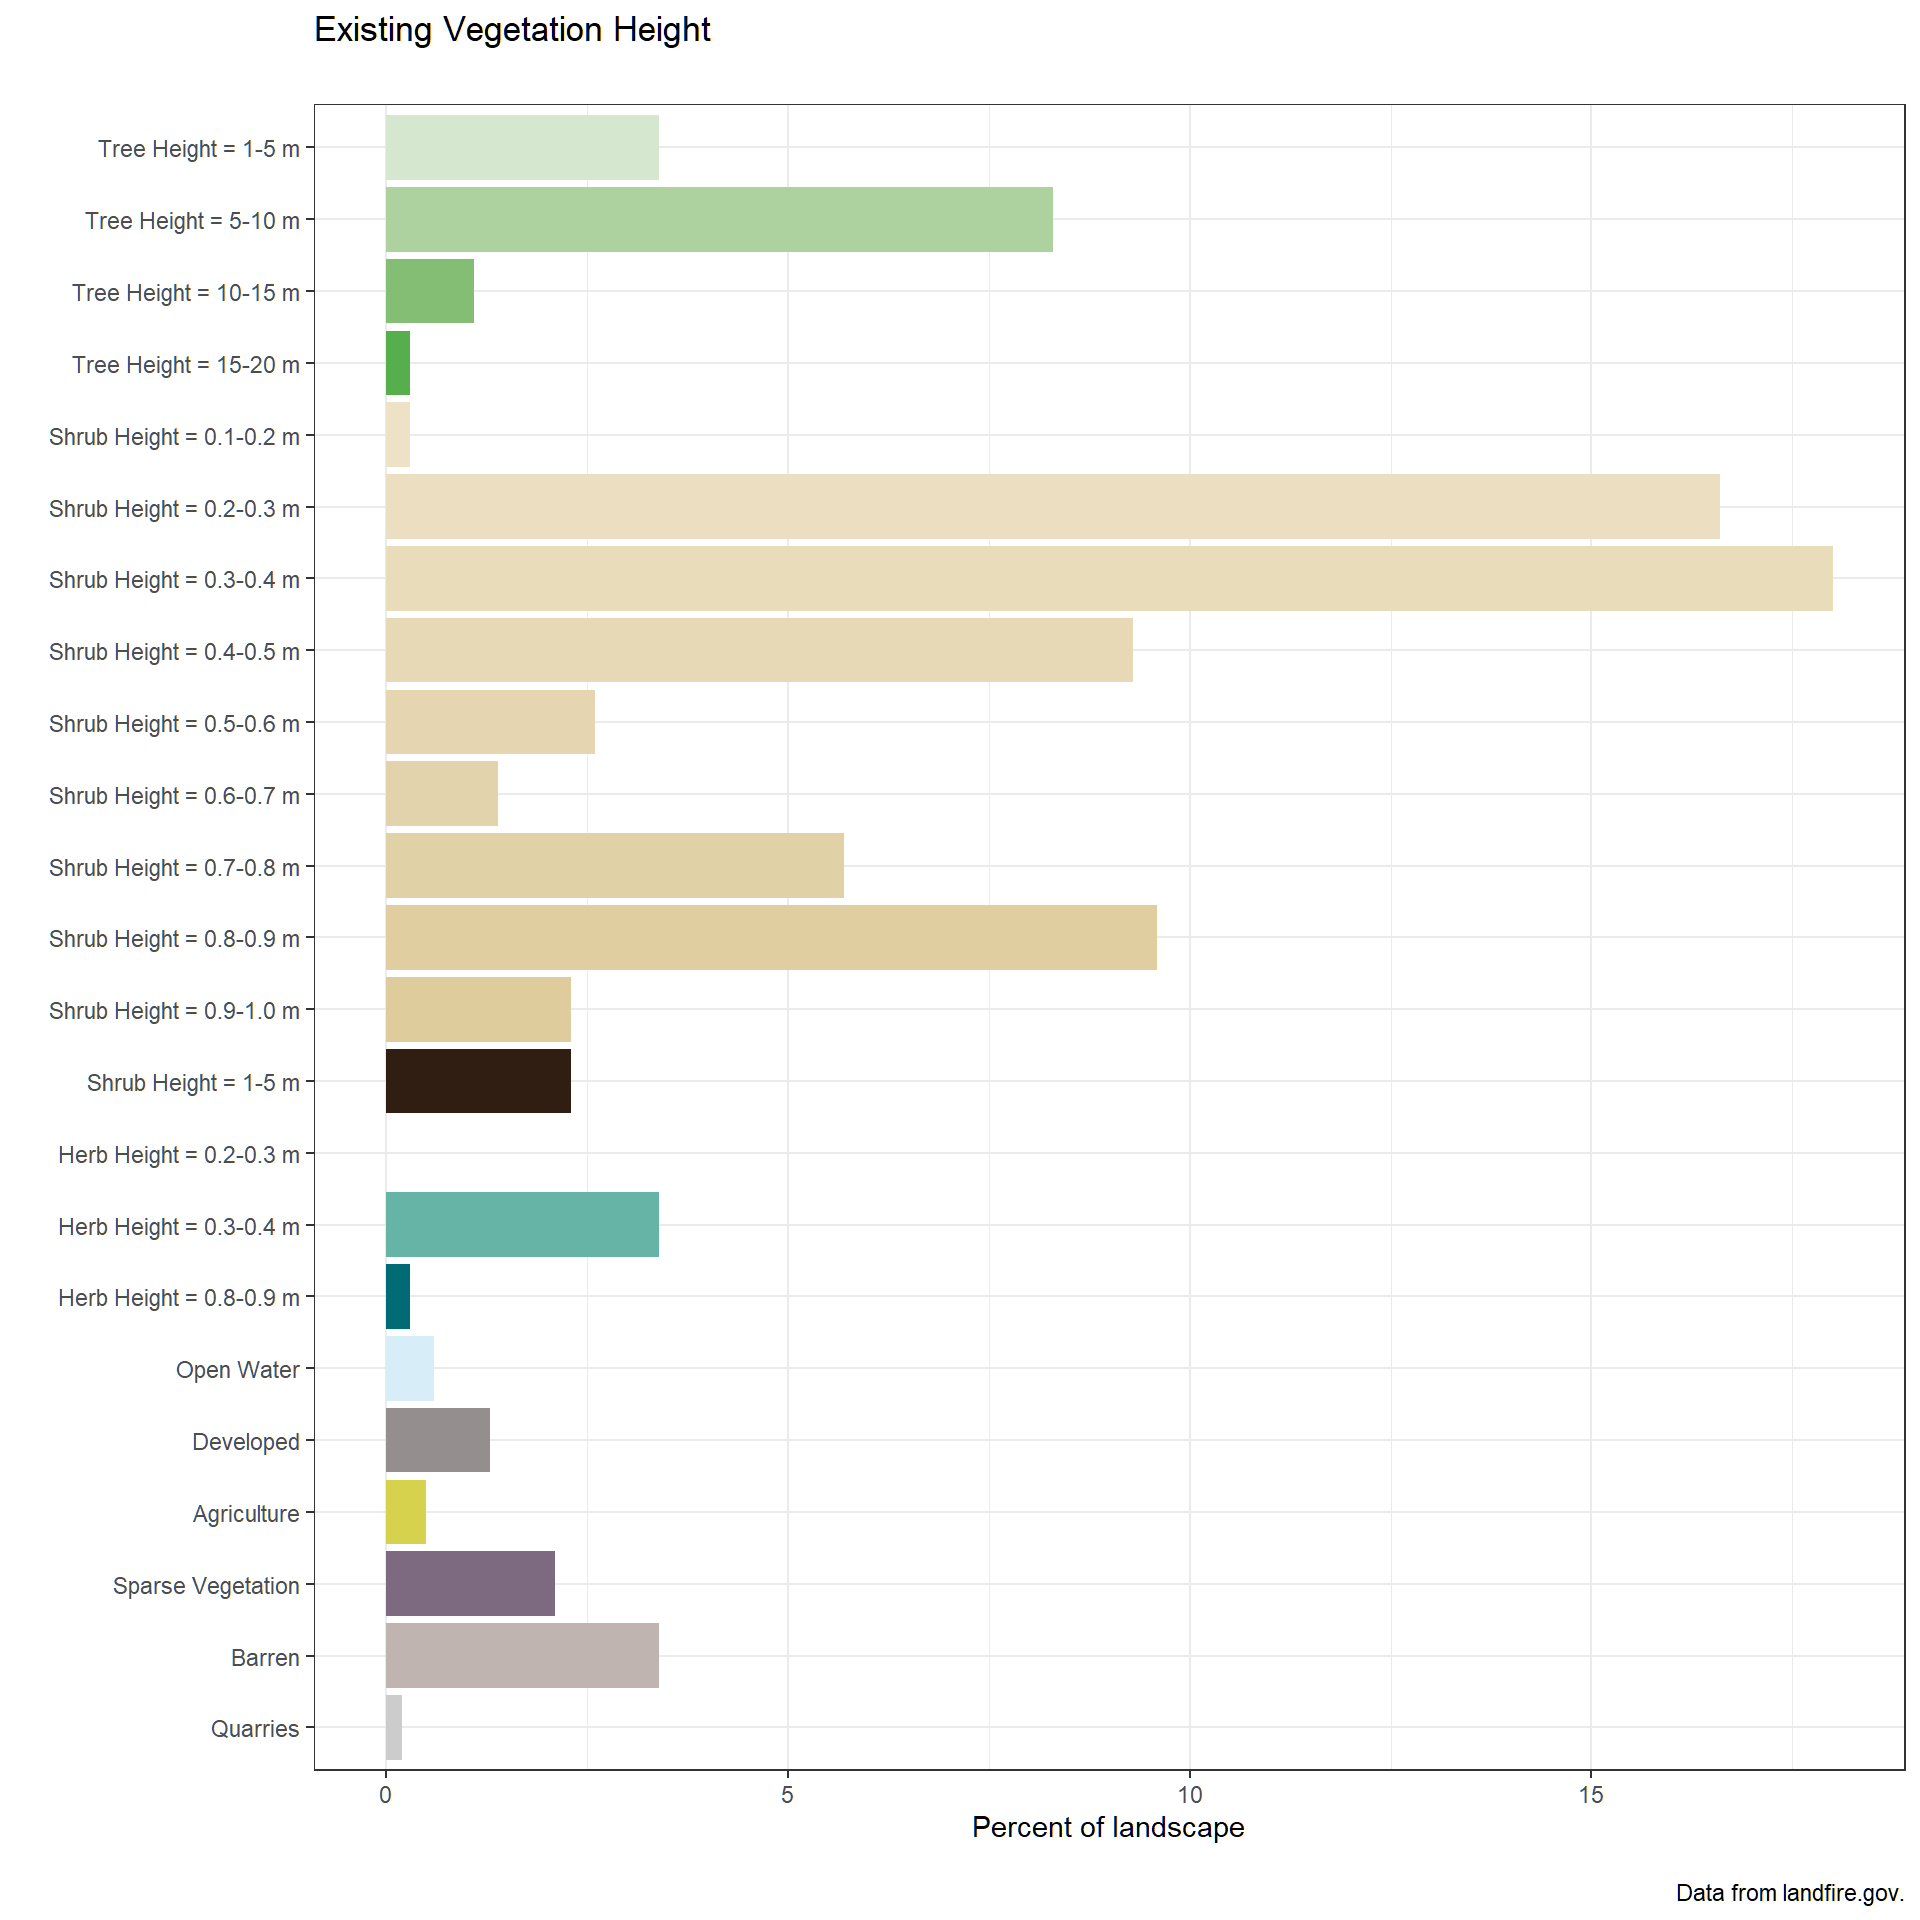 Existing Vegetation Height
Tree Height = 1-5 m
Tree Height = 5-10 m
Tree Height = 10-15 m
Tree Height = 15-20 m
Shrub Height = 0.1-0.2 m
Shrub Height = 0.2-0.3 m
Shrub Height = 0.3-0.4 m
Shrub Height = 0.4-0.5 m
Shrub Height = 0.5-0.6 m
Shrub Height = 0.6-0.7 m
Shrub Height = 0.7-0.8 m
Shrub Height = 0.8-0.9 m
Shrub Height = 0.9-1.0 m
Shrub Height = 1-5 m
Herb Height = 0.2-0.3 m
Herb Height = 0.3-0.4 m
Herb Height = 0.8-0.9 m
Open Water
Developed
Agriculture
Sparse Vegetation
Barren
Quarries
0 5 10 15
Percent of landscape
Data from landfire.gov.